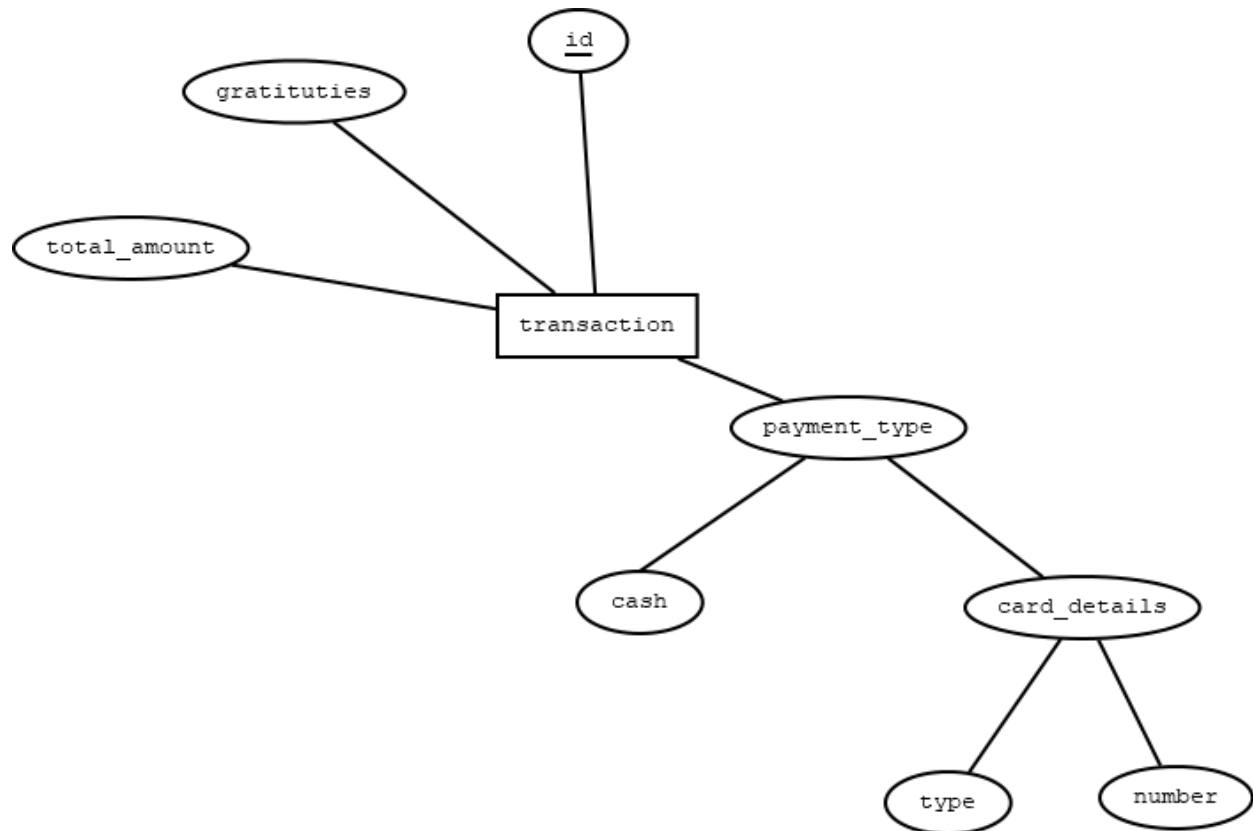 id
gratituties
total_amount
transaction
payment_type
cash
card_details
type
number